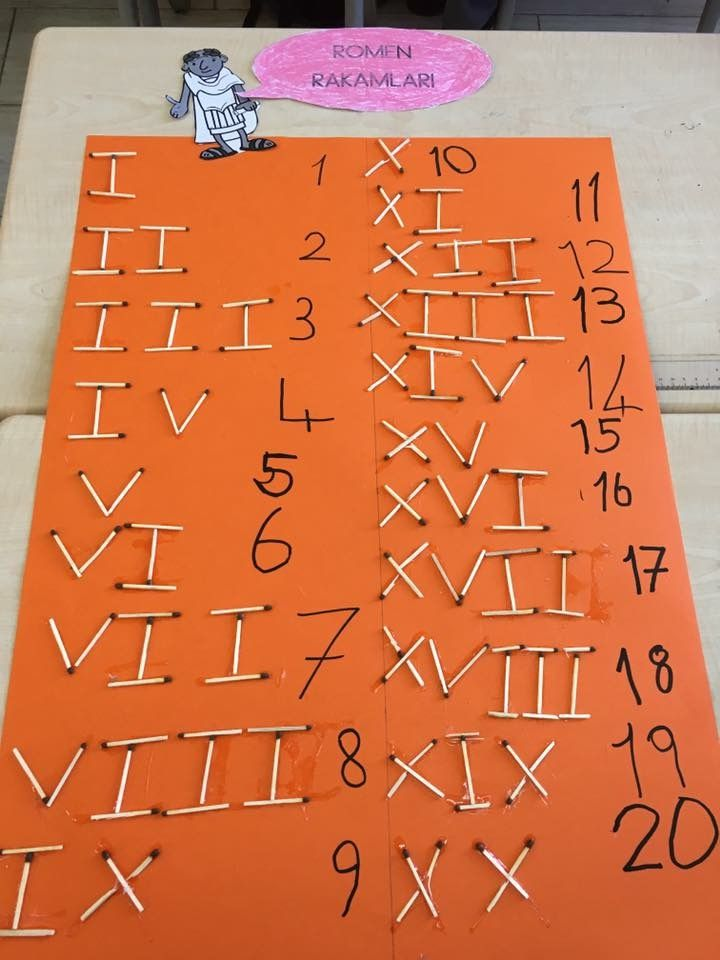 ROMEN
RAKAMLARI
I 1
II 2
III 3
IV 4
V 5
VI 6
VII 7
VIII 8
IX 9
X 10
XI 11
XII 12
XIII 13
XIV 14
XV 15
XVI 16
XVII 17
XVIII 18
XIX 19
XX 20